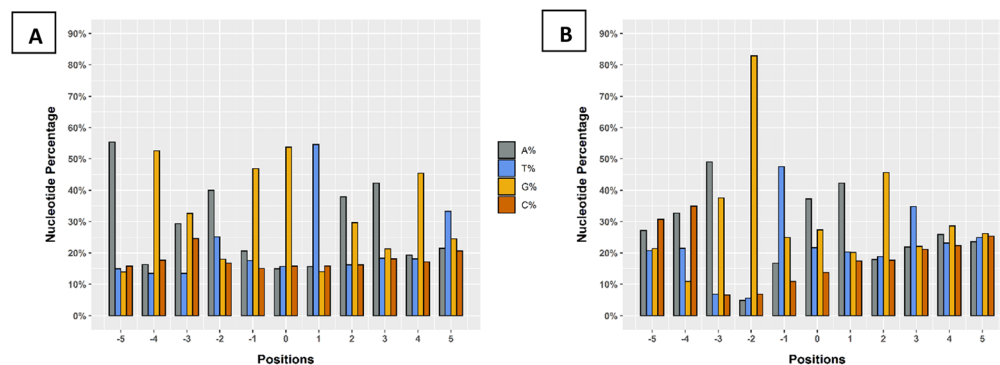 A
B
Nucleotide Percentage
90%
80%
70%
60%
50%
40%
30%
20%
10%
0%
-5 -4 -3 -2 -1 0 1 2 3 4 5
Positions
A%
T%
G%
C%
Nucleotide Percentage
90%
80%
70%
60%
50%
40%
30%
20%
10%
0%
-5 -4 -3 -2 -1 0 1 2 3 4 5
Positions